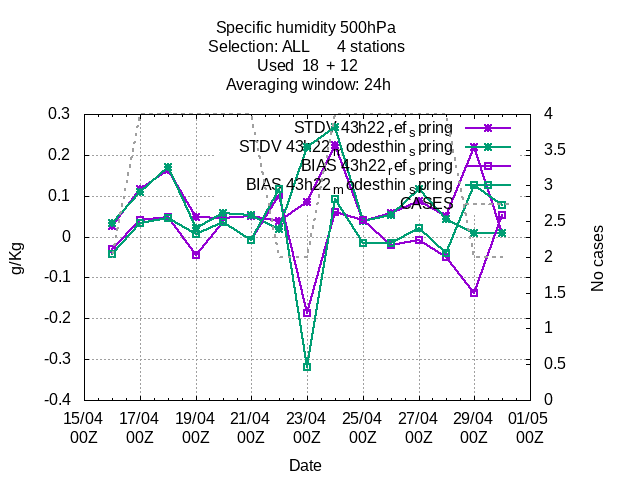 Specific humidity 500hPa
Selection: ALL 4 stations
Used 18 + 12
Averaging window: 24h
STDV 43h22refspring
STDV 43h22modesthinspring
BIAS 43h22refspring
BIAS 43h22modesthinspring
CASES
0.3
0.2
0.1
0
-0.1
-0.2
-0.3
-0.4
g/Kg
4
3.5
3
2.5
2
1.5
1
0.5
0
No cases
15/04 17/04 19/04 21/04 23/04 25/04 27/04 29/04 01/05
00Z 00Z 00Z 00Z 00Z 00Z 00Z 00Z 00Z
Date